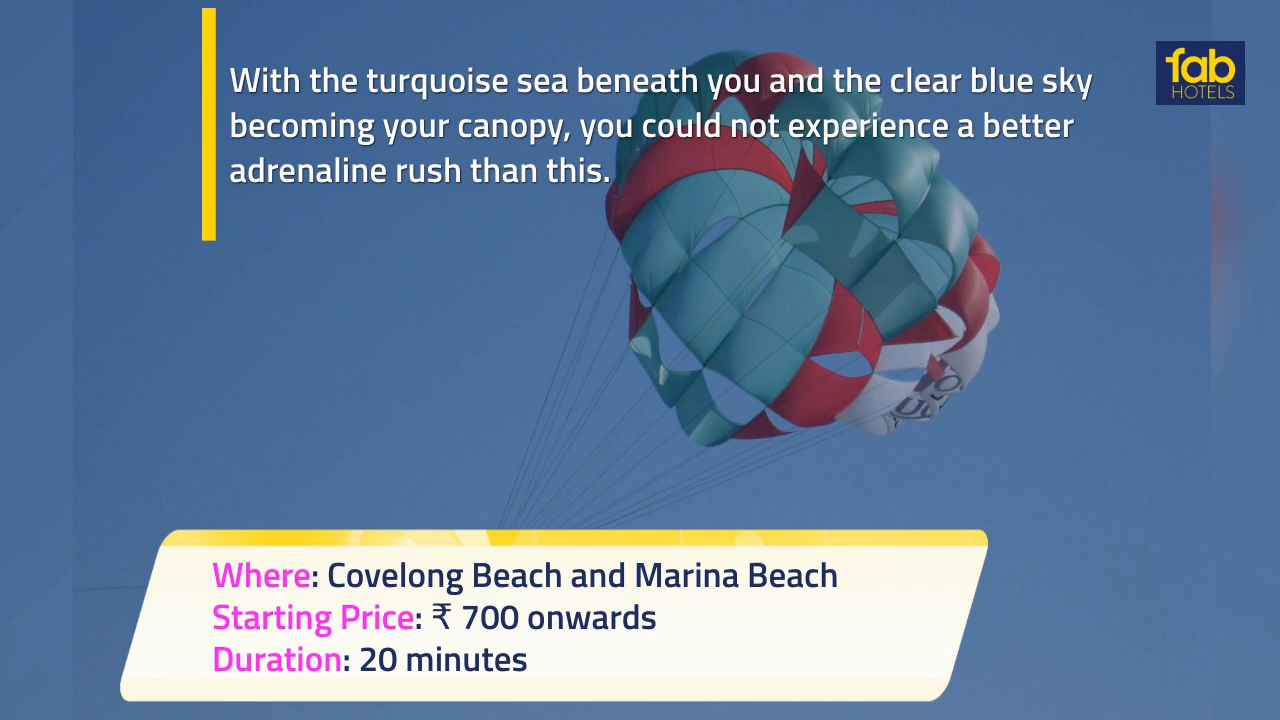 With the turquoise sea beneath you and the clear blue sky
becoming your canopy, you could not experience a better
adrenaline rush than this.
fab
HOTELS
Where: Covelong Beach and Marina Beach
Starting Price: ₹ 700 onwards
Duration: 20 minutes